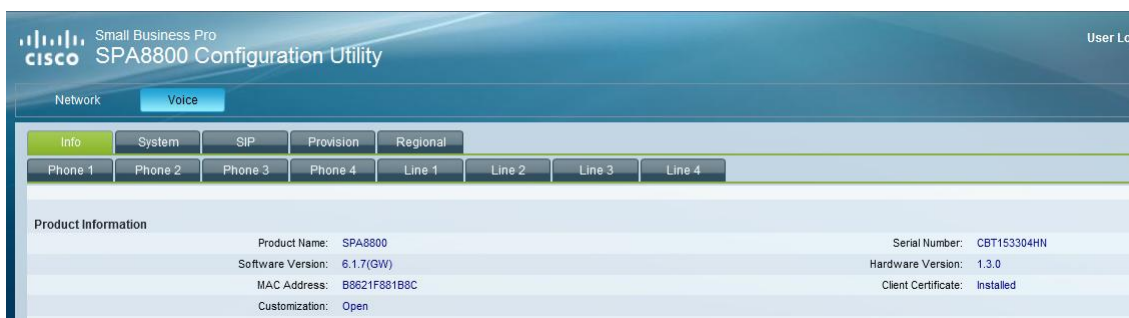 Small Business Pro
cisco SPA8800 Configuration Utility
User Lo
Network Voice
Info System SIP Provision Regional
Phone 1 Phone 2 Phone 3 Phone 4 Line 1 Line 2 Line 3 Line 4
Product Information
Product Name: SPA8800 Serial Number: CBT153304HN
Software Version: 6.1.7(GW) Hardware Version: 1.3.0
MAC Address: B8621F881B8C Client Certificate: Installed
Customization: Open